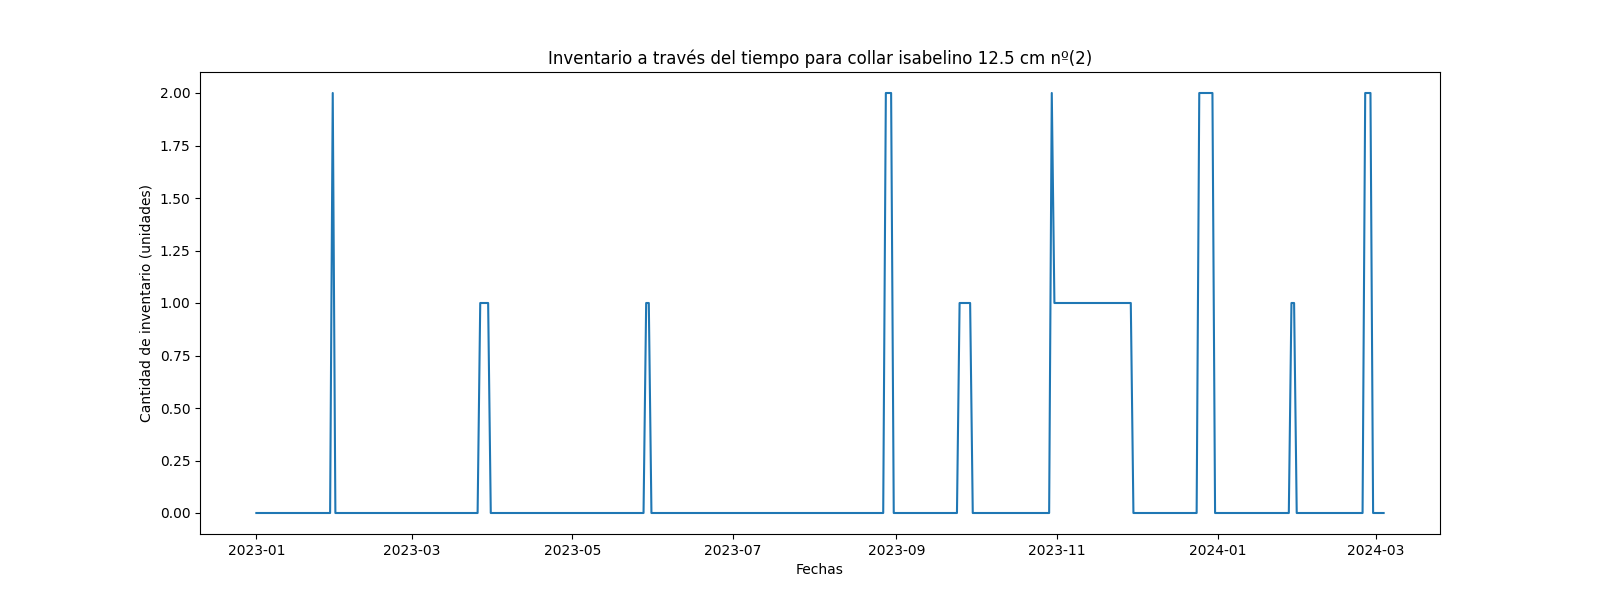 Inventario a través del tiempo para collar isabelino 12.5 cm nº(2)
Cantidad de inventario (unidades)
2.00
1.75
1.50
1.25
1.00
0.75
0.50
0.25
0.00
2023-01 2023-03 2023-05 2023-07 2023-09 2023-11 2024-01 2024-03
Fechas